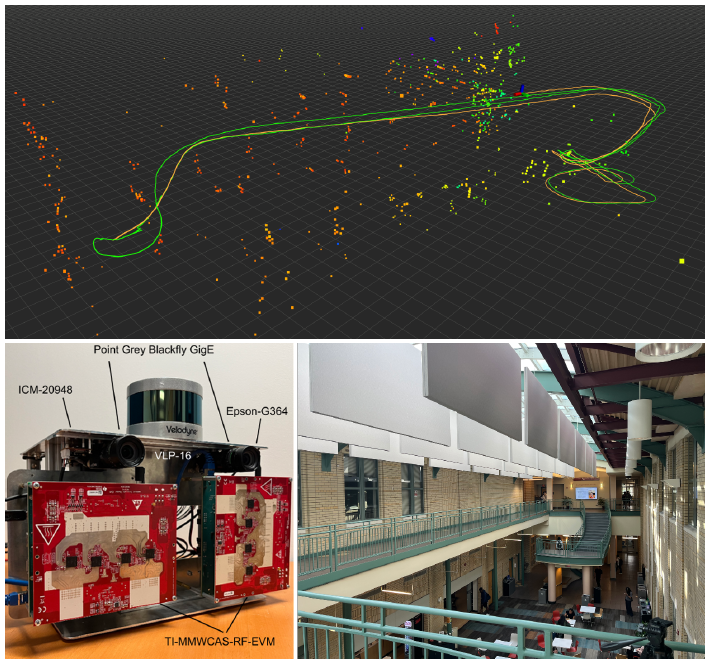 Point Grey Blackfly GigE
ICM-20948
Epson-G364
Velodyne
VLP-16
TI-MMWCAS-RF-EVM